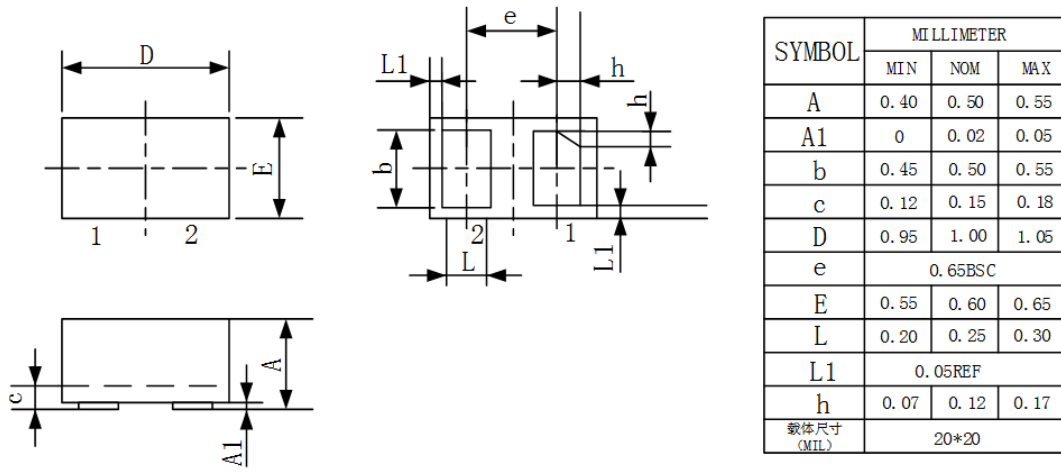 D
E
1 2
e
L1
h
h
b
2 1
L
L1
A
c
A1
SYMBOL MILLIMETER
MIN NOM MAX
A 0.40 0.50 0.55
A1 0 0.02 0.05
b 0.45 0.50 0.55
c 0.12 0.15 0.18
D 0.95 1.00 1.05
e 0.65BSC
E 0.55 0.60 0.65
L 0.20 0.25 0.30
L1 0.05REF
h 0.07 0.12 0.17
载体尺寸
(MIL) 20*20